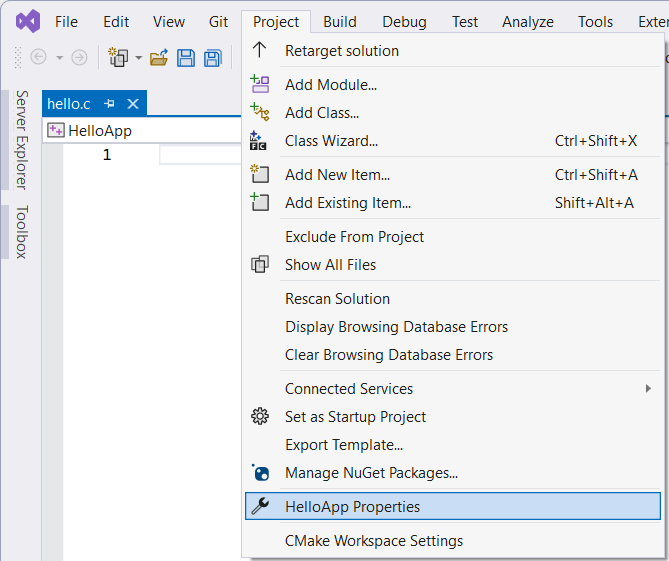 File Edit View Git Project Build Debug Test Analyze Tools Exter
Retarget solution
Server Explorer
Toolbox
hello.c
HelloApp
1
Add Module...
Add Class...
Class Wizard... Ctrl+Shift+X
Add New Item... Ctrl+Shift+A
Add Existing Item... Shift+Alt+A
Exclude From Project
Show All Files
Rescan Solution
Display Browsing Database Errors
Clear Browsing Database Errors
Connected Services
Set as Startup Project
Export Template...
Manage NuGet Packages...
HelloApp Properties
CMake Workspace Settings